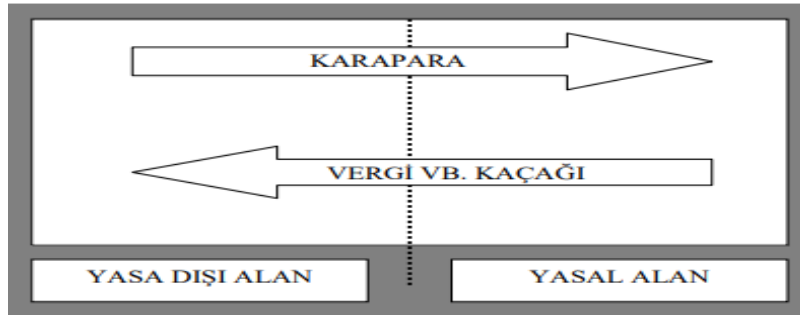 KARAPARA
VERGİ VB. KAÇAĞI
YASA DIŞI ALAN
YASAL ALAN